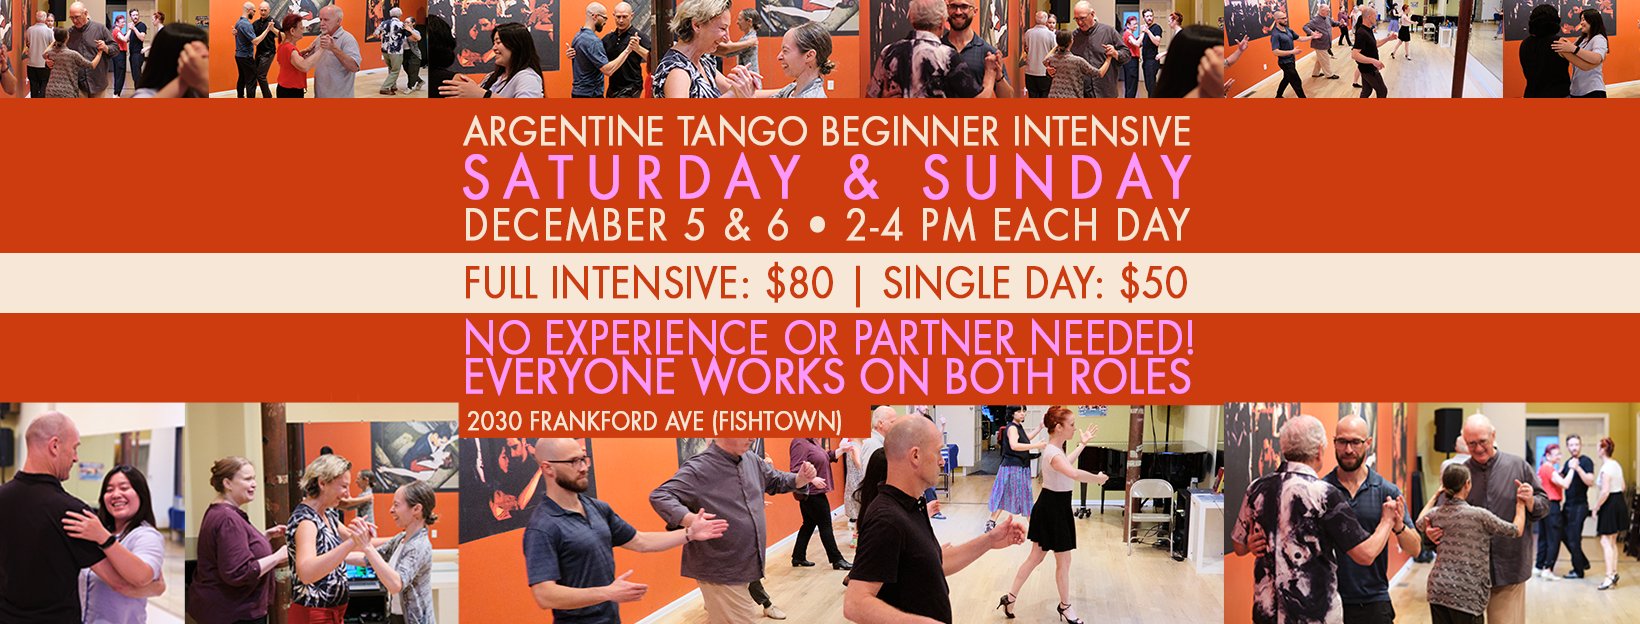 ARGENTINE TANGO BEGINNER INTENSIVE
SATURDAY & SUNDAY
DECEMBER 5 & 6 • 2-4 PM EACH DAY
FULL INTENSIVE: $80 | SINGLE DAY: $50
NO EXPERIENCE OR PARTNER NEEDED!
EVERYONE WORKS ON BOTH ROLES
2030 FRANKFORD AVE (FISHTOWN)